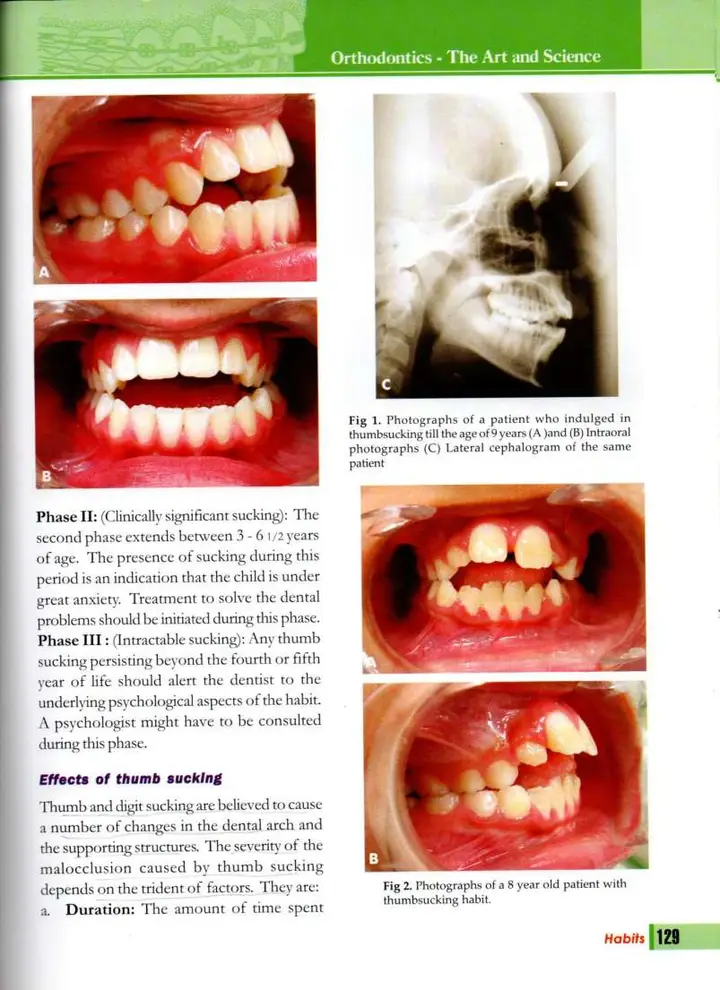 Orthodontics - The Art and Science
A
B
Phase II: (Clinically significant sucking): The
second phase extends between 3 - 6 1/2 years
of age. The presence of sucking during this
period is an indication that the child is under
great anxiety. Treatment to solve the dental
problems should be initiated during this phase.
Phase III : (Intractable sucking): Any thumb
sucking persisting beyond the fourth or fifth
year of life should alert the dentist to the
underlying psychological aspects of the habit.
A psychologist might have to be consulted
during this phase.
Effects of thumb sucking
Thumb and digit sucking are believed to cause
a number of changes in the dental arch and
the supporting structures. The severity of the
malocclusion caused by thumb sucking
depends on the trident of factors. They are:
a. Duration: The amount of time spent
C
Fig 1. Photographs of a patient who indulged in
thumbsucking till the age of 9 years (A )and (B) Intraoral
photographs (C) Lateral cephalogram of the same
patient
B
Fig 2. Photographs of a 8 year old patient with
thumbsucking habit.
Habits 129